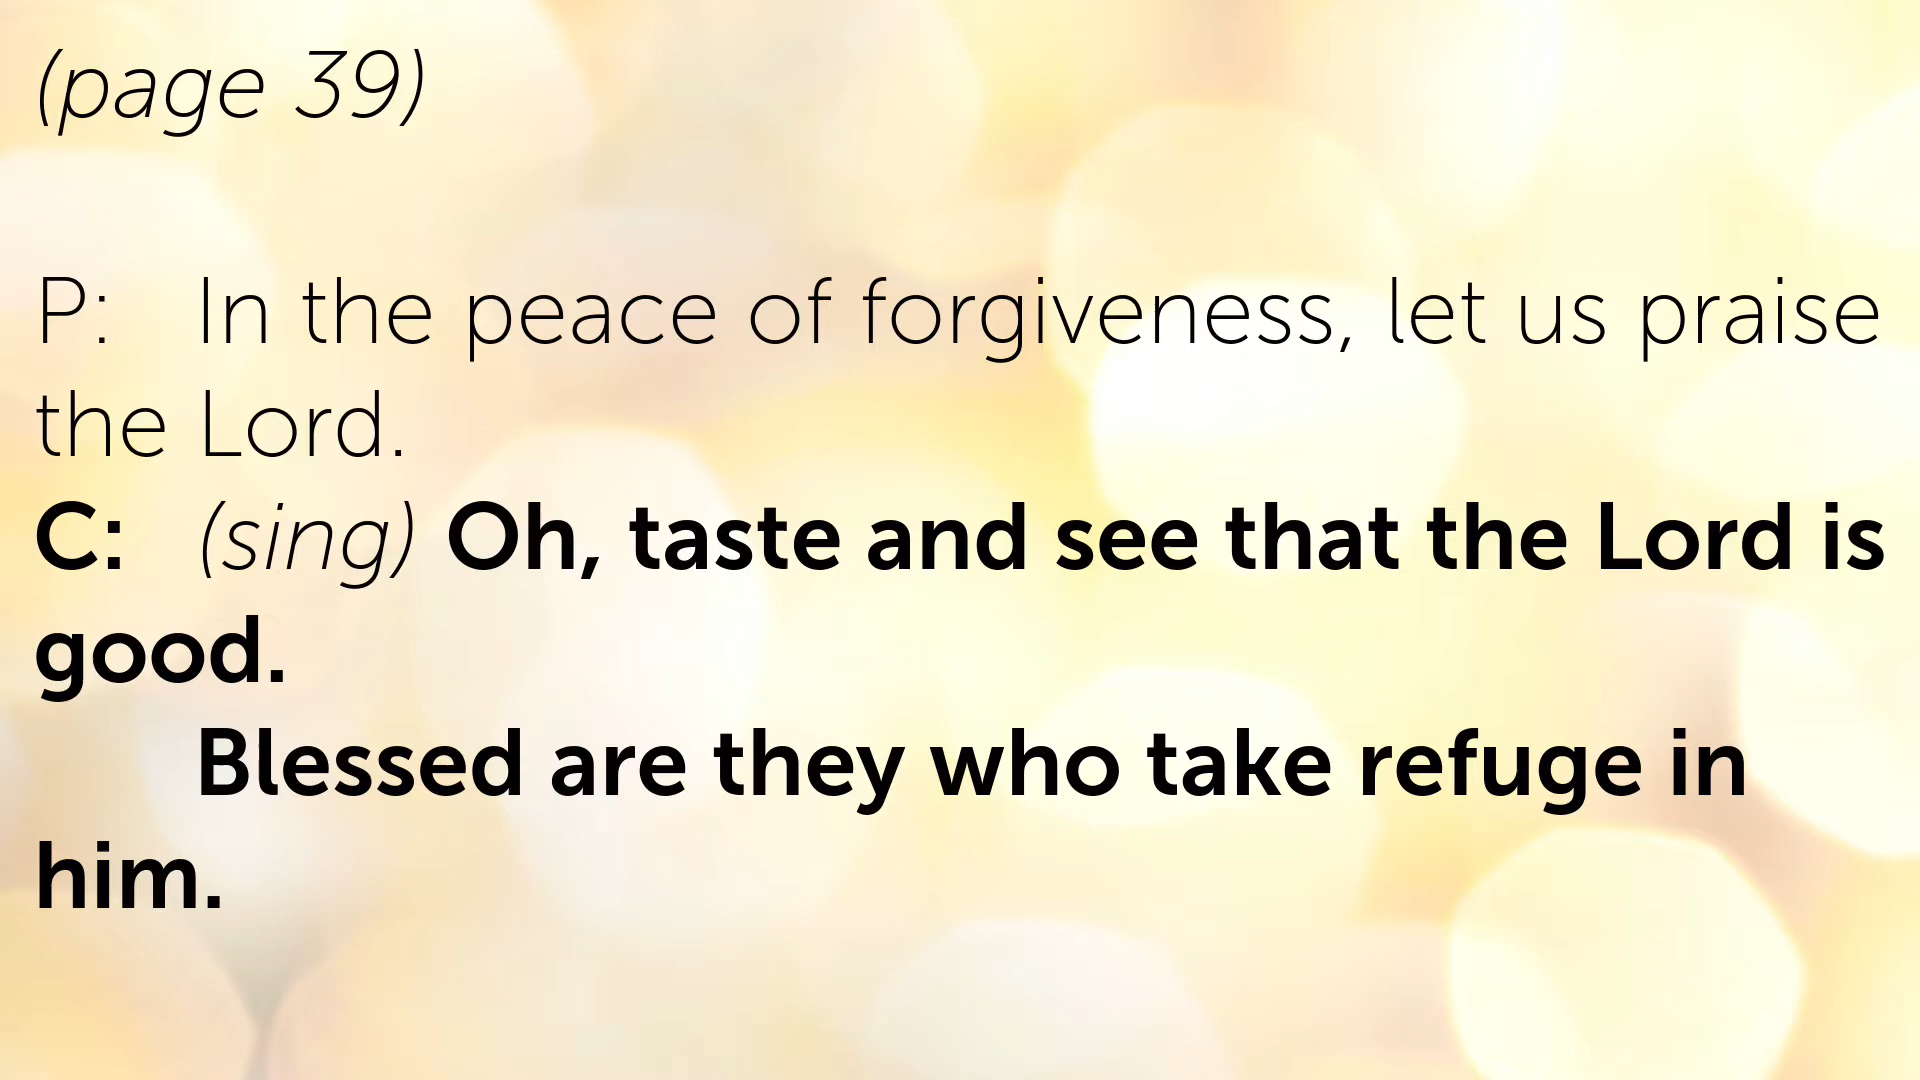 (page 39)
P: In the peace of forgiveness, let us praise
the Lord.
C: (sing) Oh, taste and see that the Lord is
good.
Blessed are they who take refuge in
him.